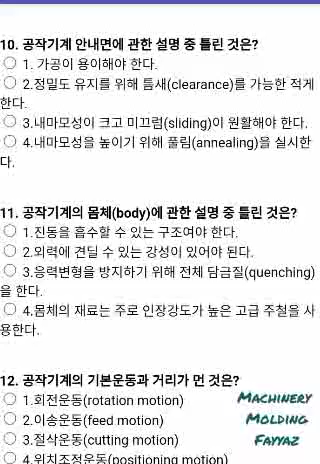 10. 공작기계 안내면에 관한 설명 중 틀린 것은?
1. 가공이 용이해야 한다.
2.정밀도 유지를 위해 틈새(clearance)를 가능한 적게
한다.
3.내마모성이 크고 미끄럼(sliding)이 원활해야 한다.
4.내마모성을 높이기 위해 풀림(annealing)을 실시한
다.
11. 공작기계의 몸체(body)에 관한 설명 중 틀린 것은?
1.진동을 흡수할 수 있는 구조여야 한다.
2.외력에 견딜 수 있는 강성이 있어야 된다.
3.응력변형을 방지하기 위해 전체 담금질(quenching)
을 한다.
4.몸체의 재료는 주로 인장강도가 높은 고급 주철을 사
용한다.
12. 공작기계의 기본운동과 거리가 먼 것은?
1.회전운동(rotation motion)
2.이송운동(feed motion)
3.절삭운동(cutting motion)
4.위치조정운동(positioning motion)
MACHINERY
MOLDING
FAYYAZ